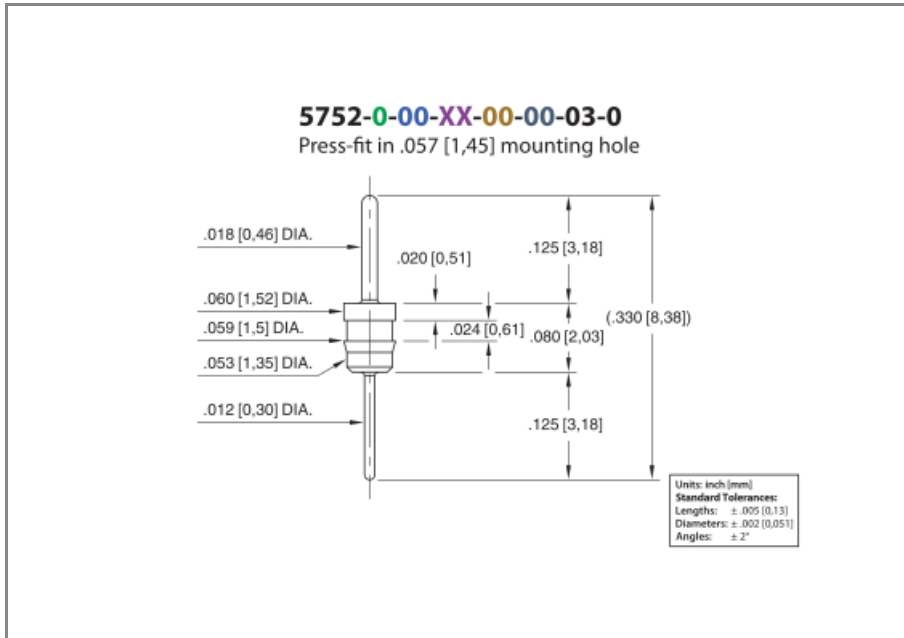 5752-0-00-XX-00-00-03-0
Press-fit in .057 [1,45] mounting hole
.018 [0,46] DIA.
.020 [0,51]
.125 [3,18]
.060 [1,52] DIA.
.059 [1,5] DIA.
.024 [0,61]
.080 [2,03]
(.330 [8,38])
.053 [1,35] DIA.
.012 [0,30] DIA.
.125 [3,18]
Units: inch [mm]
Standard Tolerances:
Lengths: ± .005 [0,13]
Diameters: ± .002 [0,051]
Angles: ± 2°